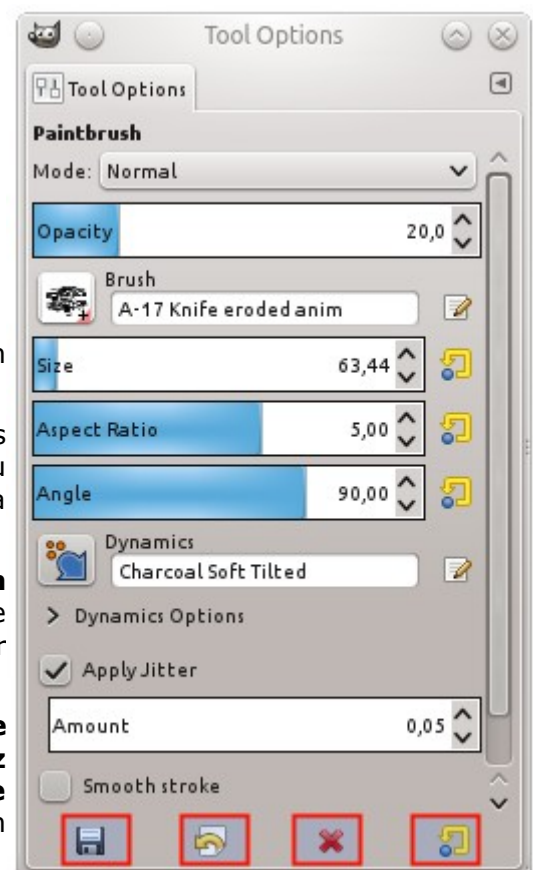 Tool Options
Tool Options
Paintbrush
Mode: Normal
Opacity 20,0
Brush
A-17 Knife eroded anim
Size 63,44
Aspect Ratio 5,00
Angle 90,00
Dynamics
Charcoal Soft Tilted
> Dynamics Options
Apply Jitter
Amount 0,05
Smooth stroke